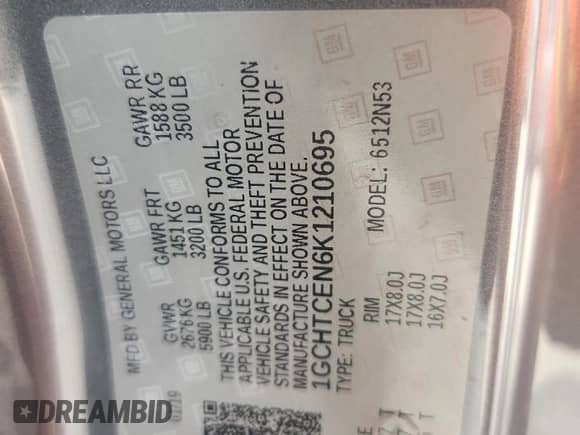 MFD BY GENERAL MOTORS LLC
GVWR GAWR FRT GAWR RR
2676 KG 1451 KG 1588 KG
5900 LB 3200 LB 3500 LB
THIS VEHICLE CONFORMS TO ALL
APPLICABLE U.S. FEDERAL MOTOR
VEHICLE SAFETY AND THEFT PREVENTION
STANDARDS IN EFFECT ON THE DATE OF
MANUFACTURE SHOWN ABOVE.
1GCHTCEN6K1210695
TYPE: TRUCK MODEL: 6512N53
RIM
17X8.0J
17X8.0J
16X7.0J
GM
DREAMBID